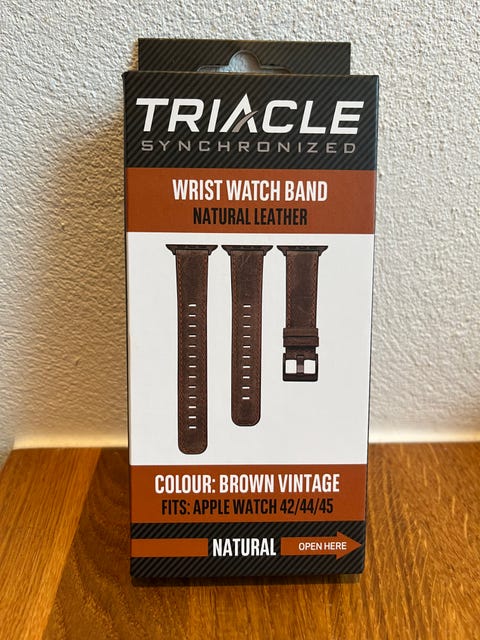 TRIACLE
SYNCHRONIZED
WRIST WATCH BAND
NATURAL LEATHER
COLOUR: BROWN VINTAGE
FITS: APPLE WATCH 42/44/45
NATURAL OPEN HERE